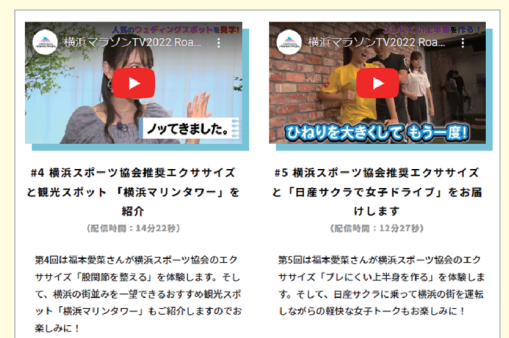 人気のウェディングスポットを見学!
横浜マラソンTV2022 Roa...
ノッてきました。
#4 横浜スポーツ協会推奨エクササイズ
と観光スポット 「横浜マリンタワー」を
紹介
(配信時間：14分22秒)
第4回は福本愛菜さんが横浜スポーツ協会のエク
ササイズ「股関節を整える」を体験します。そし
て、横浜の街並みを一望できるおすすめ観光スポ
ット「横浜マリンタワー」もご紹介しますのでお
楽しみに！
横浜マラソンTV2022 Roa...
ひねりを大きくして もう一度!
#5 横浜スポーツ協会推奨エクササイズ
と「日産サクラで女子ドライブ」をお届
けします
(配信時間：12分27秒)
第5回は福本愛菜さんが横浜スポーツ協会のエク
ササイズ「ブレにくい上半身を作る」を体験しま
す。そして、日産サクラに乗って横浜の街を運転
しながらの軽快な女子トークもお楽しみに！